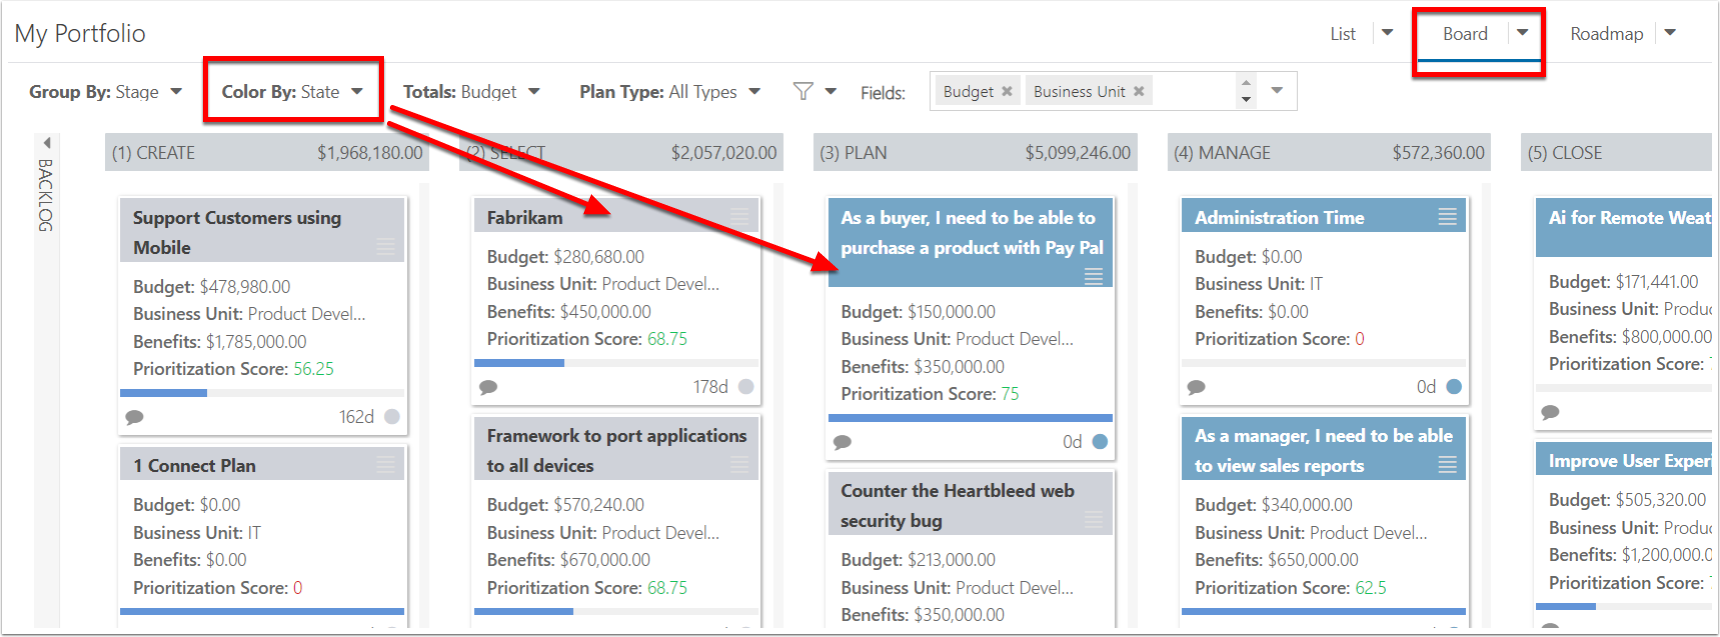 My Portfolio
List
Board
Roadmap
Group By: Stage
Color By: State
Totals: Budget
Plan Type: All Types
Fields:
Budget ×
Business Unit ×
BACKLOG
(1) CREATE $1,968,180.00
Support Customers using
Mobile
Budget: $478,980.00
Business Unit: Product Devel...
Benefits: $1,785,000.00
Prioritization Score: 56.25
162d
1 Connect Plan
Budget: $0.00
Business Unit: IT
Benefits: $0.00
Prioritization Score: 0
(2) SELECT $2,057,020.00
Fabrikam
Budget: $280,680.00
Business Unit: Product Devel...
Benefits: $450,000.00
Prioritization Score: 68.75
178d
Framework to port applications
to all devices
Budget: $570,240.00
Business Unit: Product Devel...
Benefits: $670,000.00
Prioritization Score: 68.75
(3) PLAN $5,099,246.00
As a buyer, I need to be able to
purchase a product with Pay Pal
Budget: $150,000.00
Business Unit: Product Devel...
Benefits: $350,000.00
Prioritization Score: 75
0d
Counter the Heartbleed web
security bug
Budget: $213,000.00
Business Unit: Product Devel...
Benefits: $350,000.00
(4) MANAGE $572,360.00
Administration Time
Budget: $0.00
Business Unit: IT
Benefits: $0.00
Prioritization Score: 0
0d
As a manager, I need to be able
to view sales reports
Budget: $340,000.00
Business Unit: Product Devel...
Benefits: $650,000.00
Prioritization Score: 62.5
(5) CLOSE
Ai for Remote Weat
Budget: $171,441.00
Business Unit: Produc
Benefits: $800,000.00
Prioritization Score:
Improve User Experi
Budget: $505,320.00
Business Unit: Produc
Benefits: $1,200,000.0
Prioritization Score: